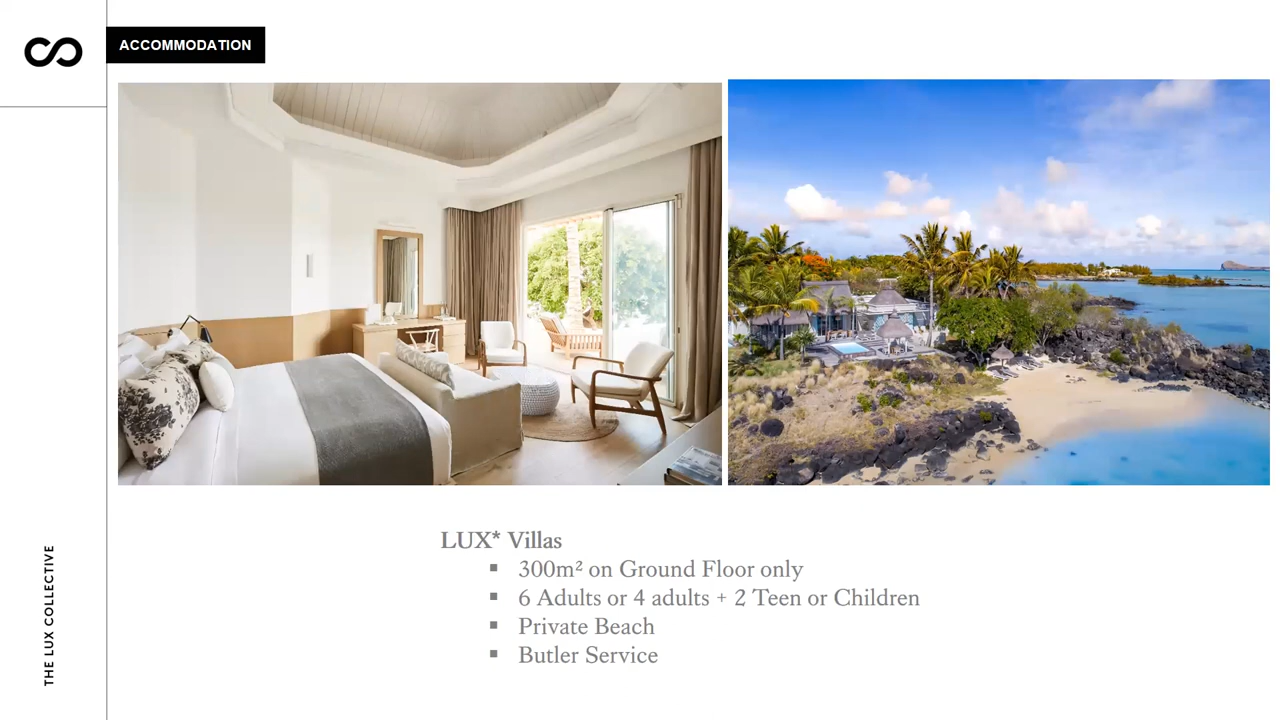 ACCOMMODATION
LUX* Villas
▪ 300m² on Ground Floor only
▪ 6 Adults or 4 adults + 2 Teen or Children
▪ Private Beach
▪ Butler Service
THE LUX COLLECTIVE